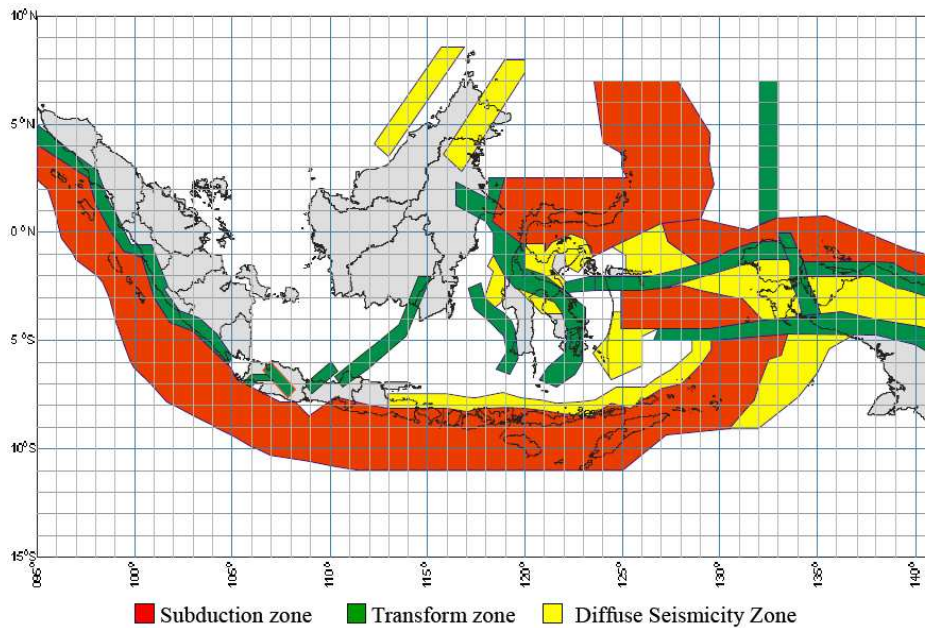 10°N
5°N
0°N
5°S
10°S
15°S
095°
100°
105°
110°
115°
120°
125°
130°
135°
140°
Subduction zone Transform zone Diffuse Seismicity Zone